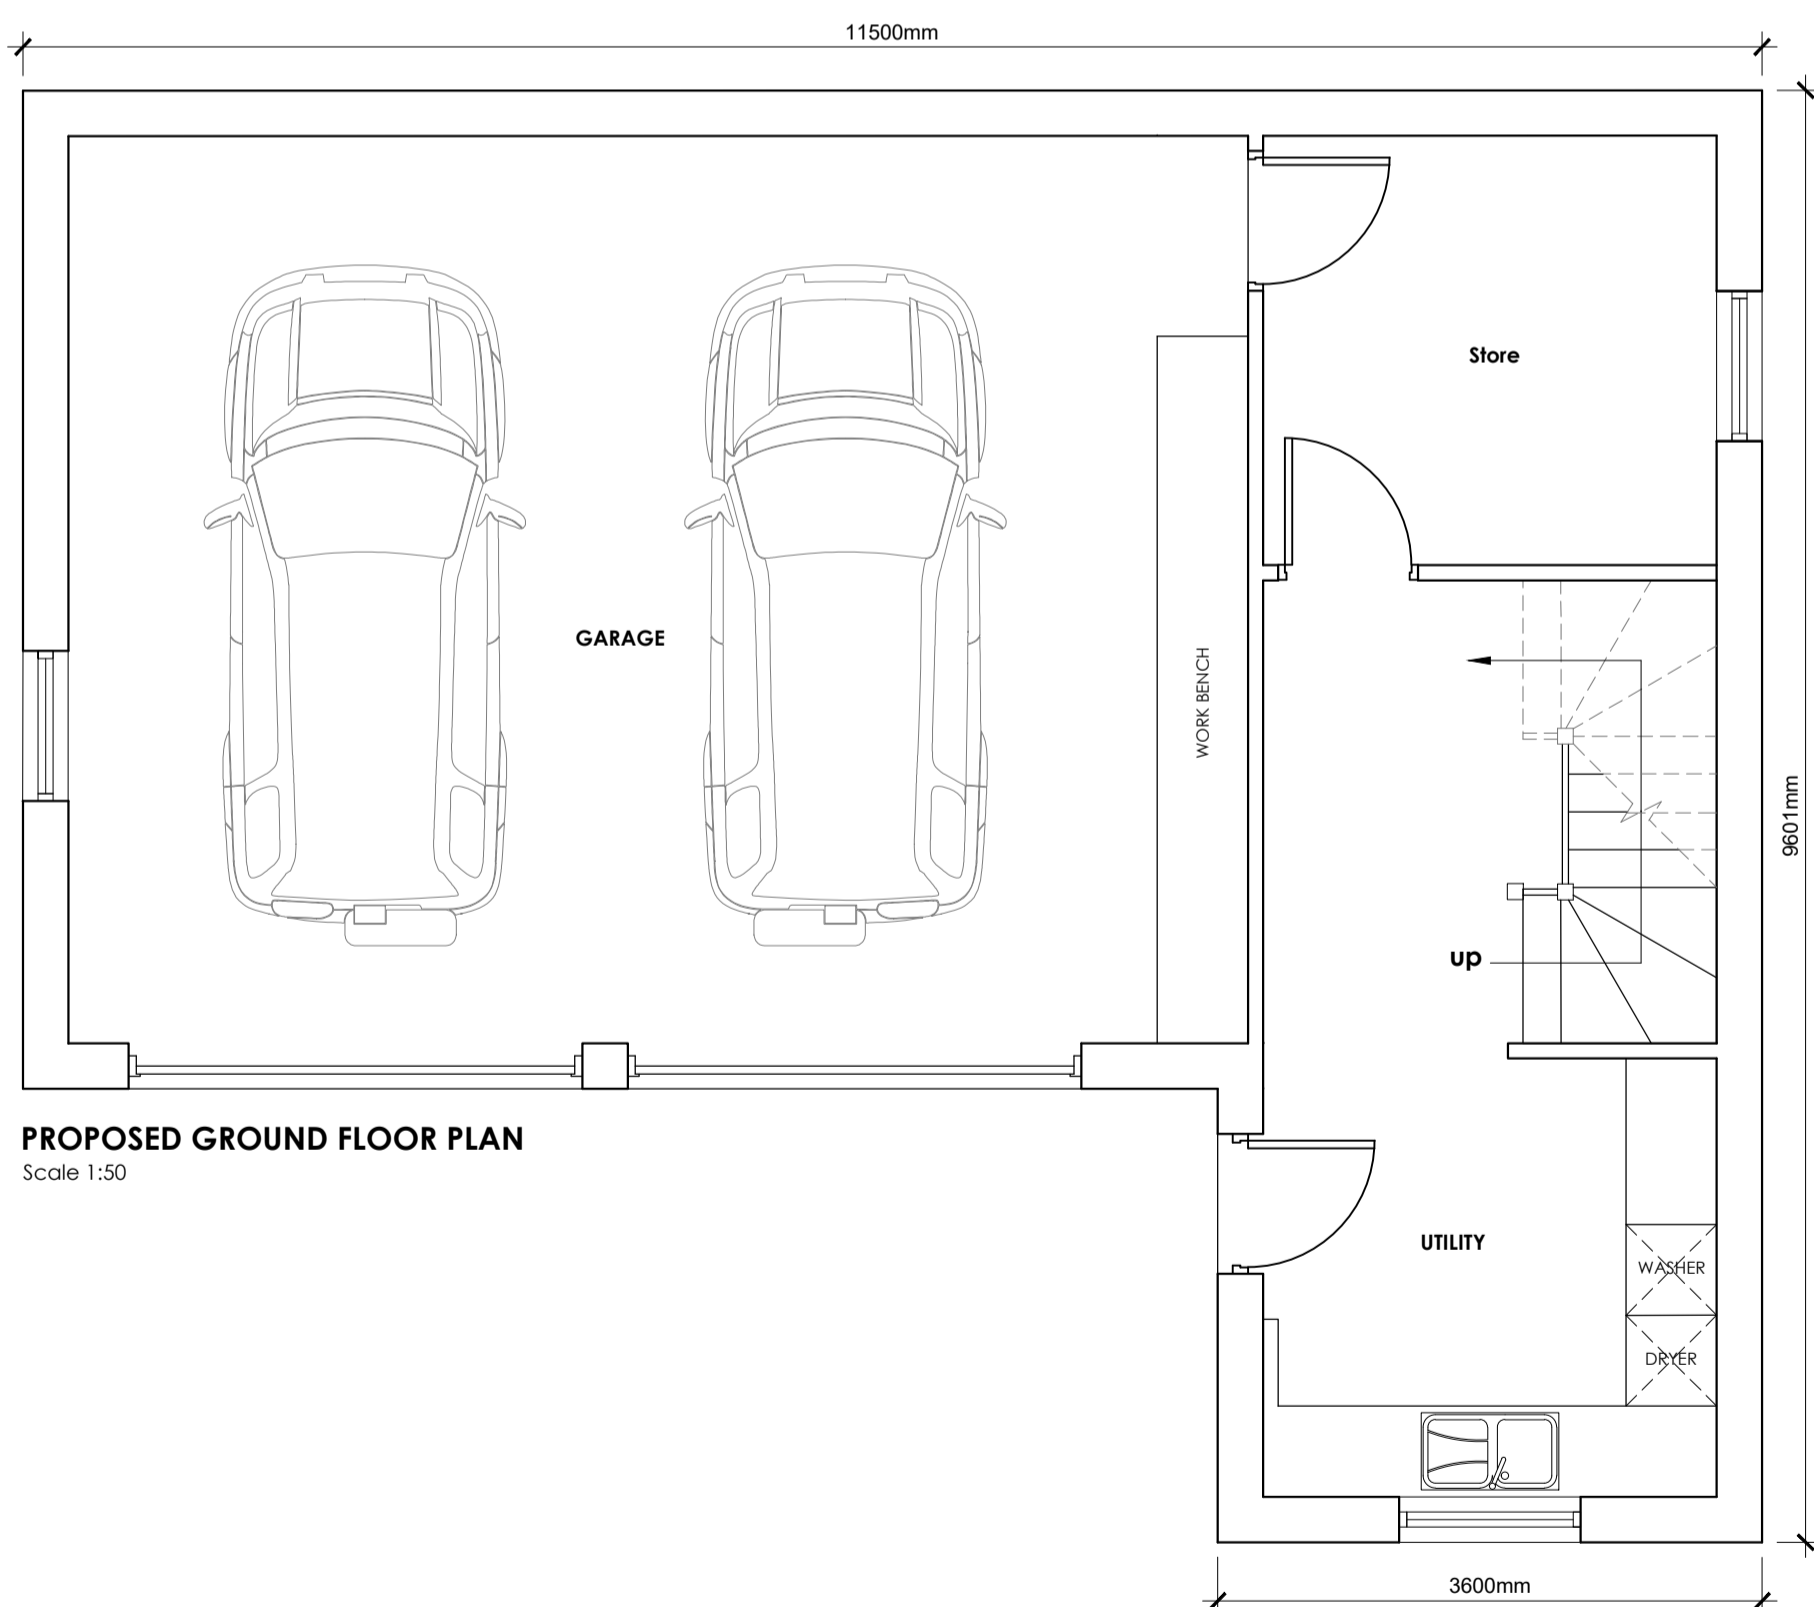 11500mm
Store
GARAGE
WORK BENCH
9601mm
up
PROPOSED GROUND FLOOR PLAN
Scale 1:50
UTILITY
WASHER
DRYER
3600mm